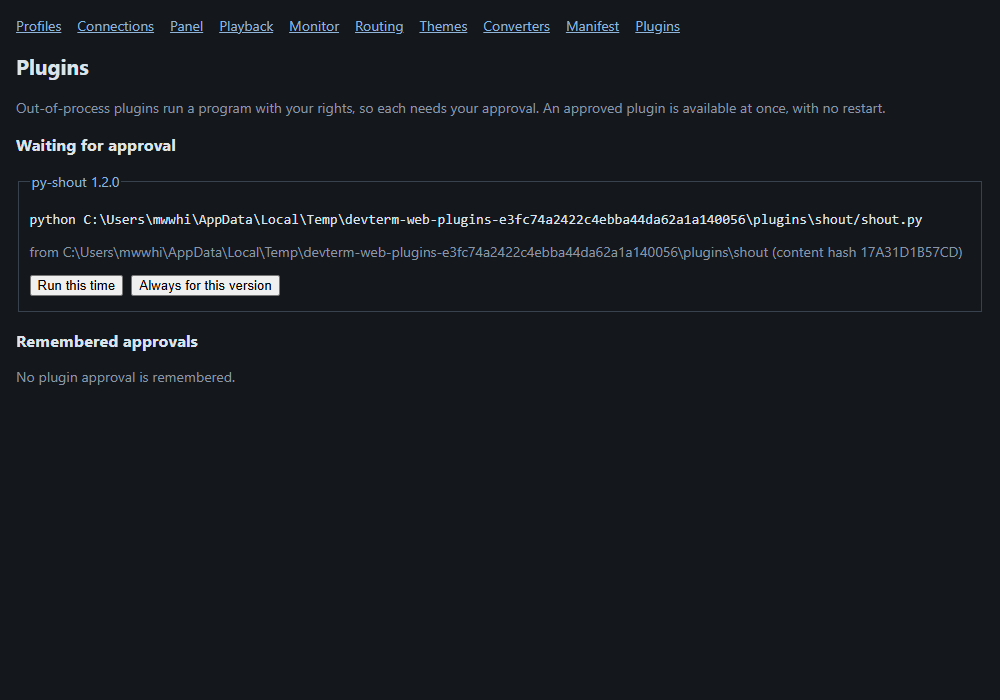 Profiles Connections Panel Playback Monitor Routing Themes Converters Manifest Plugins
Plugins
Out-of-process plugins run a program with your rights, so each needs your approval. An approved plugin is available at once, with no restart.
Waiting for approval
py-shout 1.2.0
python C:\Users\mwwhi\AppData\Local\Temp\devterm-web-plugins-e3fc74a2422c4ebba44da62a1a140056\plugins\shout/shout.py
from C:\Users\mwwhi\AppData\Local\Temp\devterm-web-plugins-e3fc74a2422c4ebba44da62a1a140056\plugins\shout (content hash 17A31D1B57CD)
Run this time Always for this version
Remembered approvals
No plugin approval is remembered.